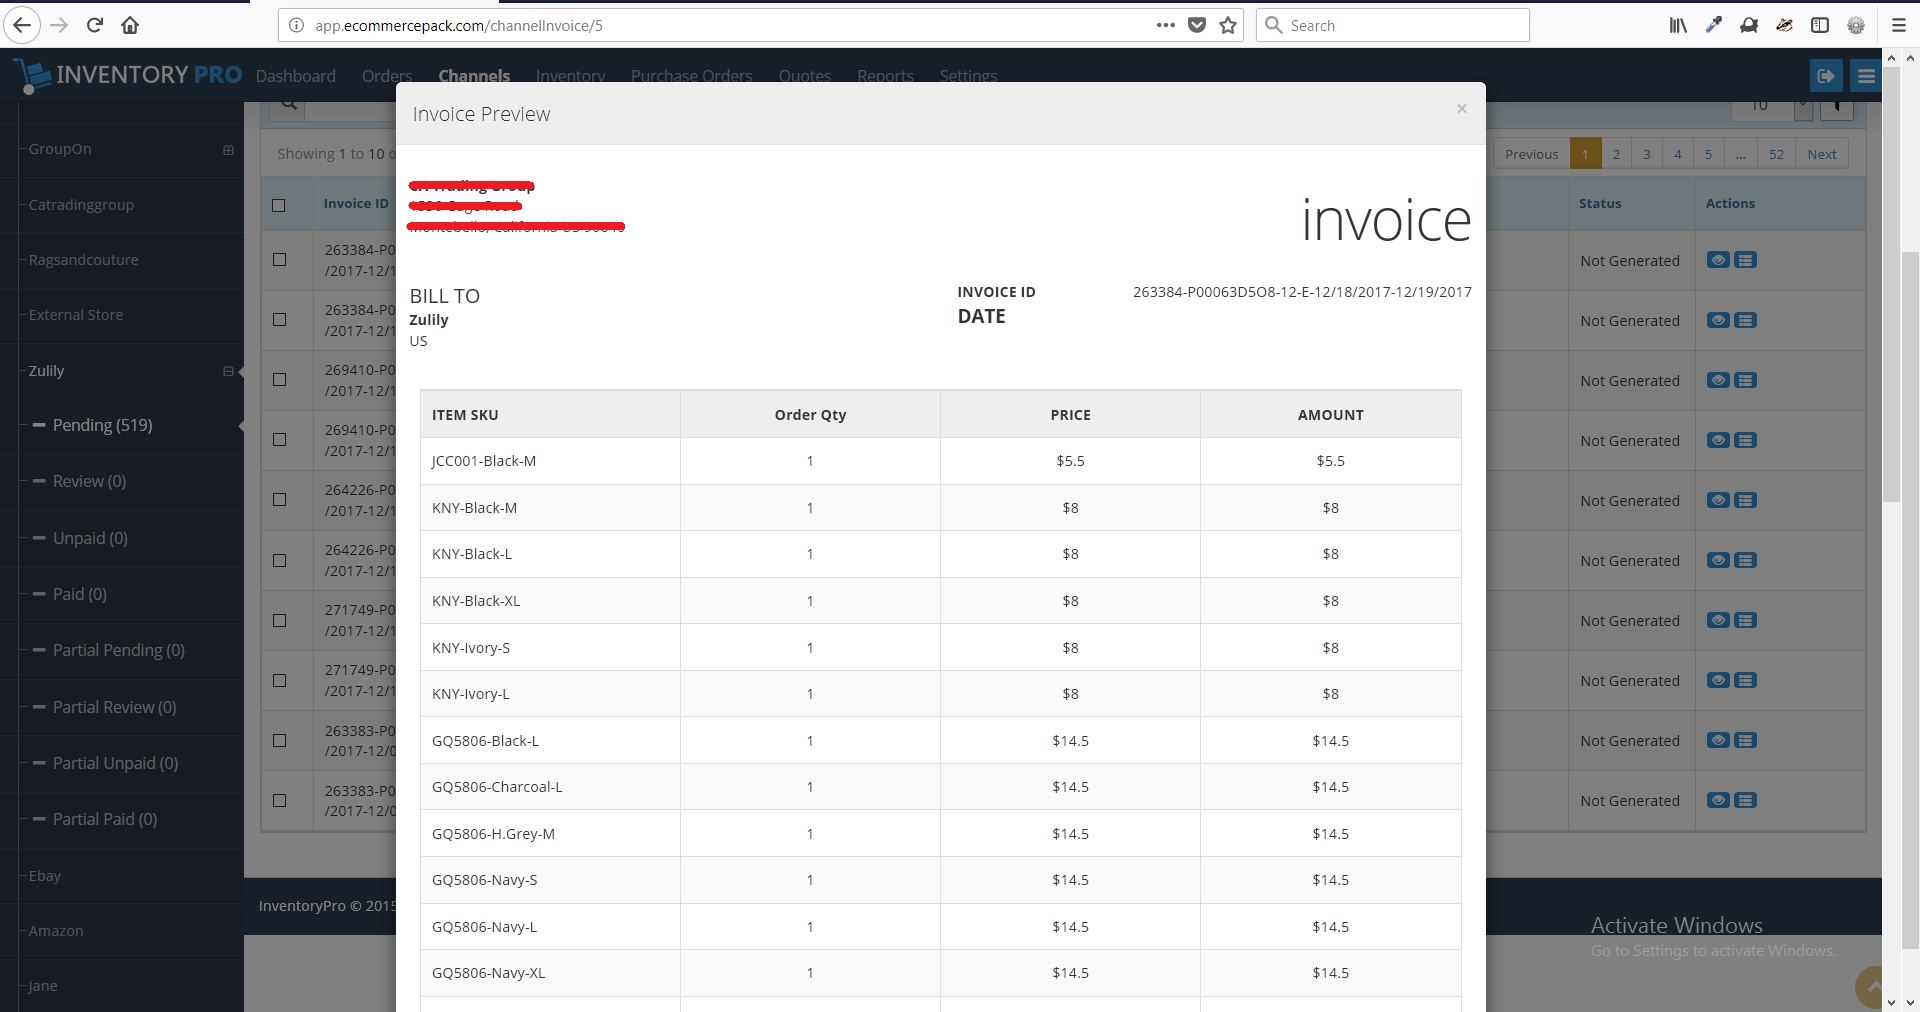 app.ecommercepack.com/channelInvoice/5
Search
INVENTORY PRO
Dashboard Orders Channels Inventory Purchase Orders Quotes Reports Settings
GroupOn
Catradinggroup
Ragsandcouture
External Store
Zulily
Pending (519)
Review (0)
Unpaid (0)
Paid (0)
Partial Pending (0)
Partial Review (0)
Partial Unpaid (0)
Partial Paid (0)
Ebay
Amazon
Jane
10
Showing 1 to 10 o
Previous 1 2 3 4 5 ... 52 Next
Invoice ID
Status Actions
263384-P0
/2017-12/1
Not Generated
263384-P0
/2017-12/1
Not Generated
269410-P0
/2017-12/1
Not Generated
269410-P0
/2017-12/1
Not Generated
264226-P0
/2017-12/1
Not Generated
264226-P0
/2017-12/1
Not Generated
271749-P0
/2017-12/1
Not Generated
271749-P0
/2017-12/1
Not Generated
263383-P0
/2017-12/0
Not Generated
263383-P0
/2017-12/0
Not Generated
InventoryPro © 2015
Invoice Preview
×
invoice
BILL TO
Zulily
US
INVOICE ID 263384-P00063D5O8-12-E-12/18/2017-12/19/2017
DATE
ITEM SKU Order Qty PRICE AMOUNT
JCC001-Black-M 1 $5.5 $5.5
KNY-Black-M 1 $8 $8
KNY-Black-L 1 $8 $8
KNY-Black-XL 1 $8 $8
KNY-Ivory-S 1 $8 $8
KNY-Ivory-L 1 $8 $8
GQ5806-Black-L 1 $14.5 $14.5
GQ5806-Charcoal-L 1 $14.5 $14.5
GQ5806-H.Grey-M 1 $14.5 $14.5
GQ5806-Navy-S 1 $14.5 $14.5
GQ5806-Navy-L 1 $14.5 $14.5
GQ5806-Navy-XL 1 $14.5 $14.5
Activate Windows
Go to Settings to activate Windows.